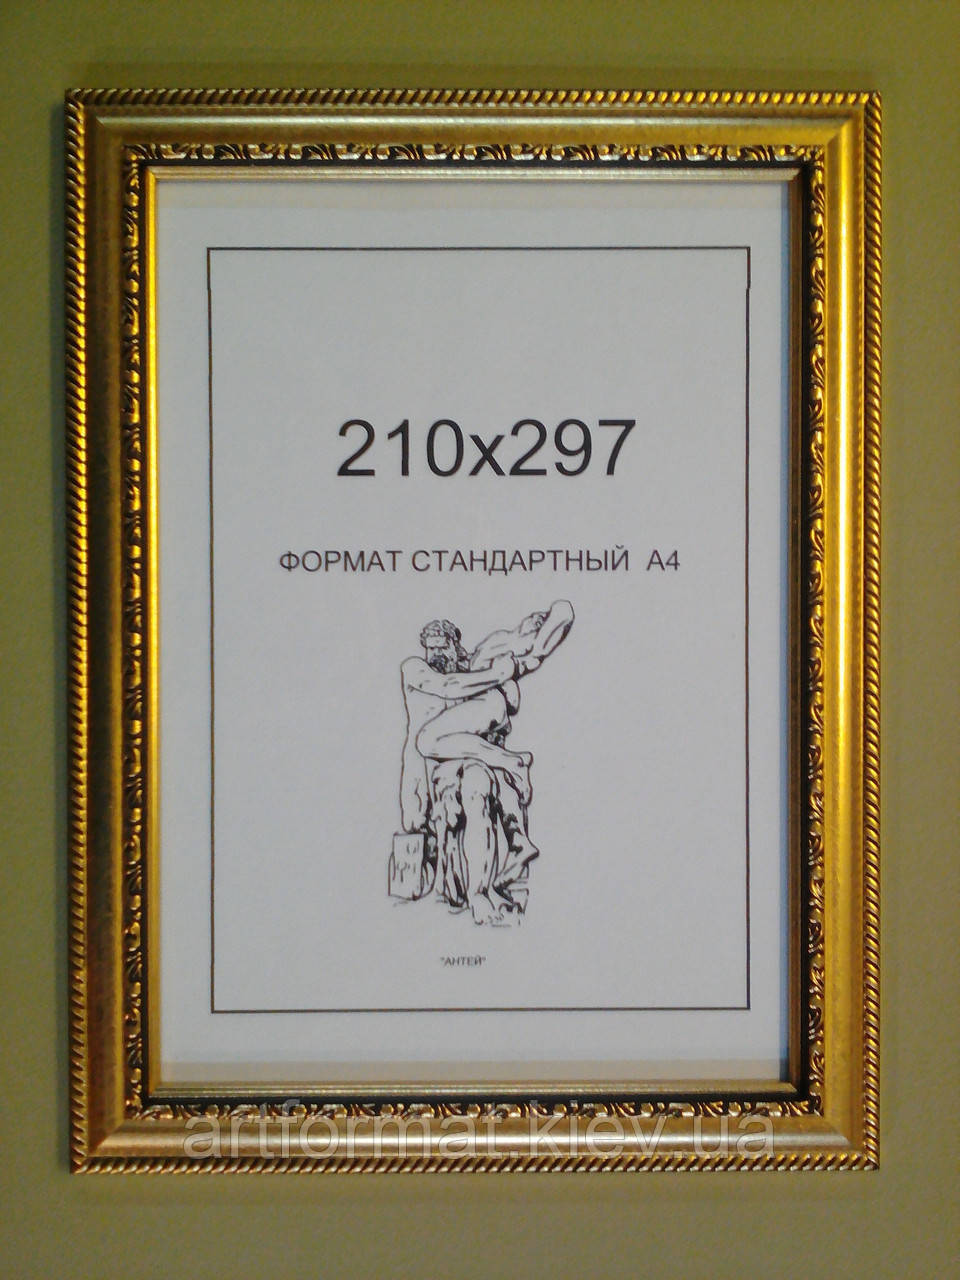 210x297
ФОРМАТ СТАНДАРТНЫЙ А4
"АНТЕЙ"
artformat.kiev.ua